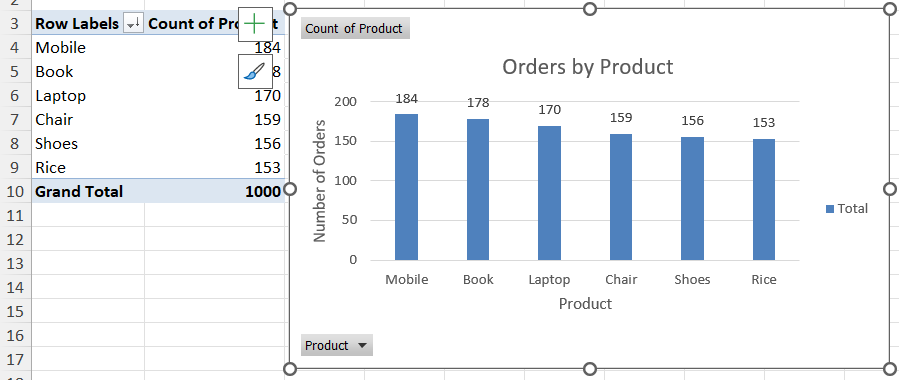 3 Row Labels Count of Pro t
4 Mobile 184
5 Book 8
6 Laptop 170
7 Chair 159
8 Shoes 156
9 Rice 153
10 Grand Total 1000
11
12
13
14
15
16
17
Count of Product
Orders by Product
Number of Orders
200
150
100
50
0
184 178 170 159 156 153
Mobile Book Laptop Chair Shoes Rice
Product
Total
Product